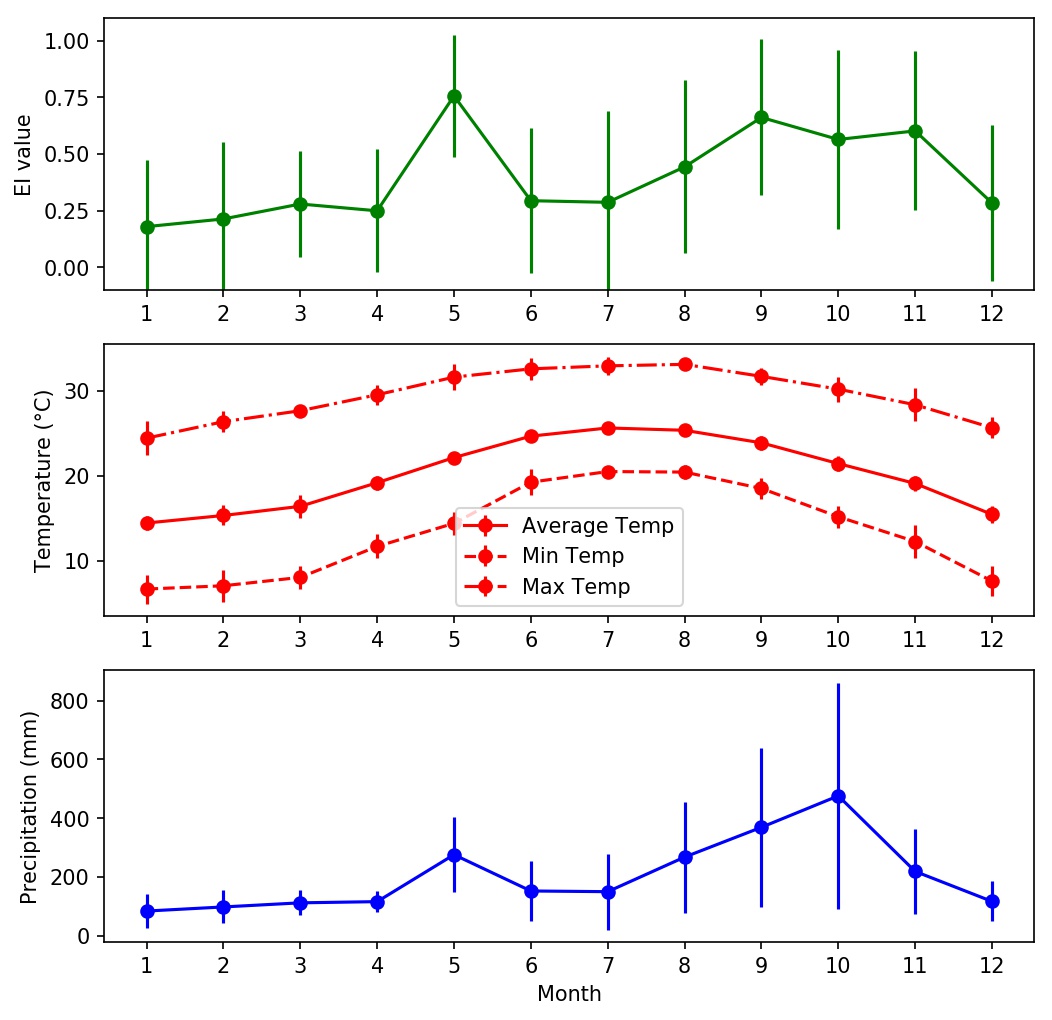 EI value
1.00
0.75
0.50
0.25
0.00
1 2 3 4 5 6 7 8 9 10 11 12
Temperature (°C)
30
20
10
Average Temp
Min Temp
Max Temp
1 2 3 4 5 6 7 8 9 10 11 12
Precipitation (mm)
800
600
400
200
0
1 2 3 4 5 6 7 8 9 10 11 12
Month